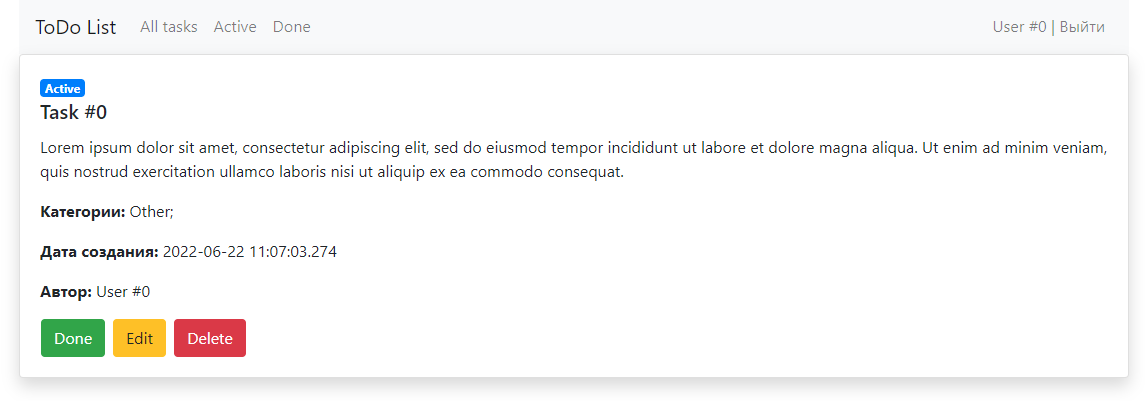 ToDo List All tasks Active Done User #0 | Выйти
Active
Task #0
Lorem ipsum dolor sit amet, consectetur adipiscing elit, sed do eiusmod tempor incididunt ut labore et dolore magna aliqua. Ut enim ad minim veniam,
quis nostrud exercitation ullamco laboris nisi ut aliquip ex ea commodo consequat.
Категории: Other;
Дата создания: 2022-06-22 11:07:03.274
Автор: User #0
Done Edit Delete